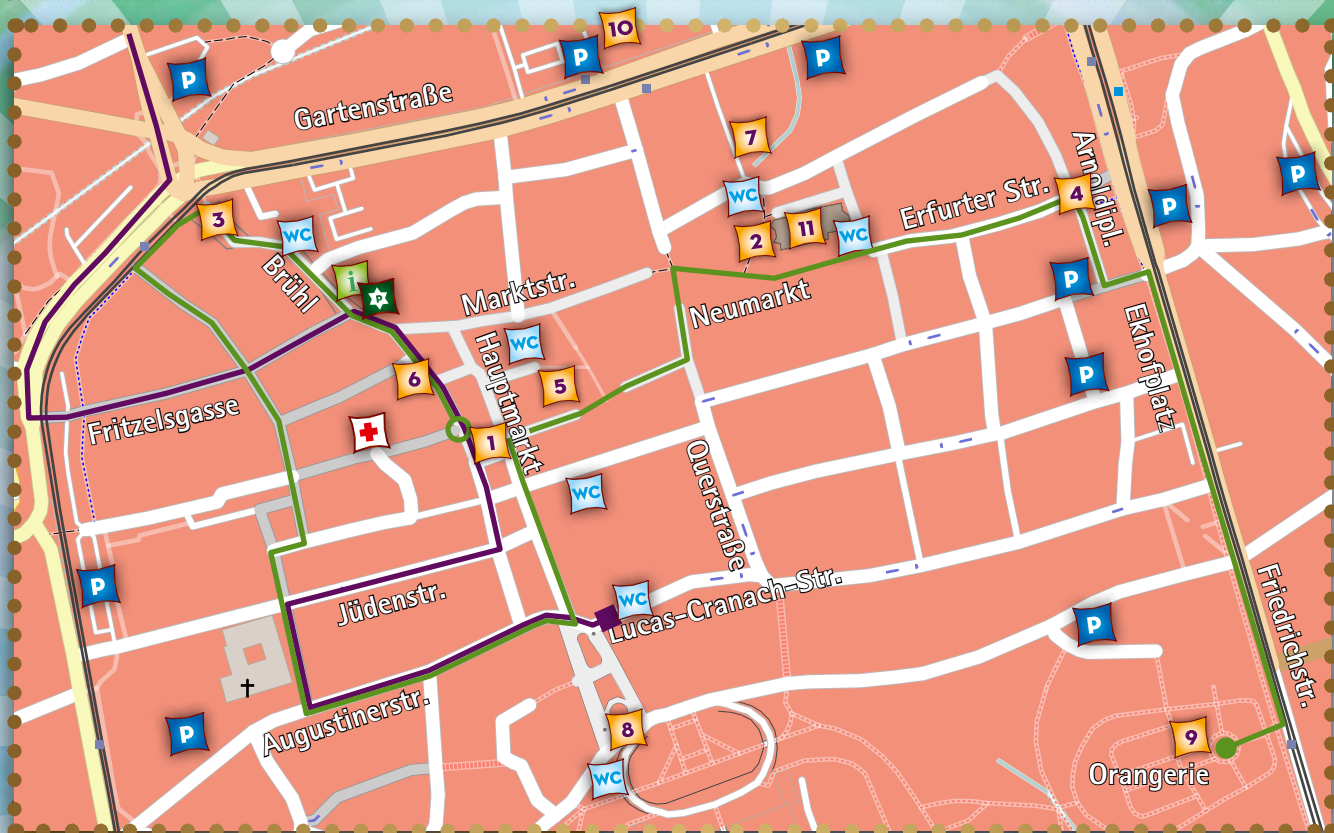 10
P
P
P
Gartenstraße
7
P
Arnoldipl.
WC
4
P
3
Erfurter Str.
WC
2
11
WC
i
Brühl
P
Marktstr.
Neumarkt
Ekhofplatz
WC
Hauptmarkt
6
5
P
Fritzelsgasse
1
Querstraße
WC
P
Jüdenstr.
WC
Lucas-Cranach-Str.
Friedrichstr.
P
Augustinerstr.
P
8
9
WC
Orangerie